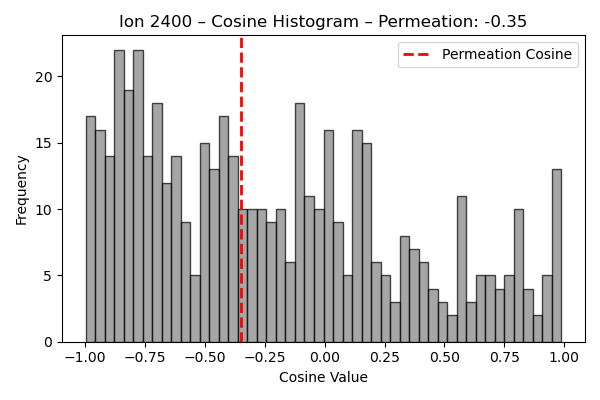 Ion 2400 – Cosine Histogram – Permeation: -0.35
Permeation Cosine
Frequency
20
15
10
5
0
−1.00 −0.75 −0.50 −0.25 0.00 0.25 0.50 0.75 1.00
Cosine Value